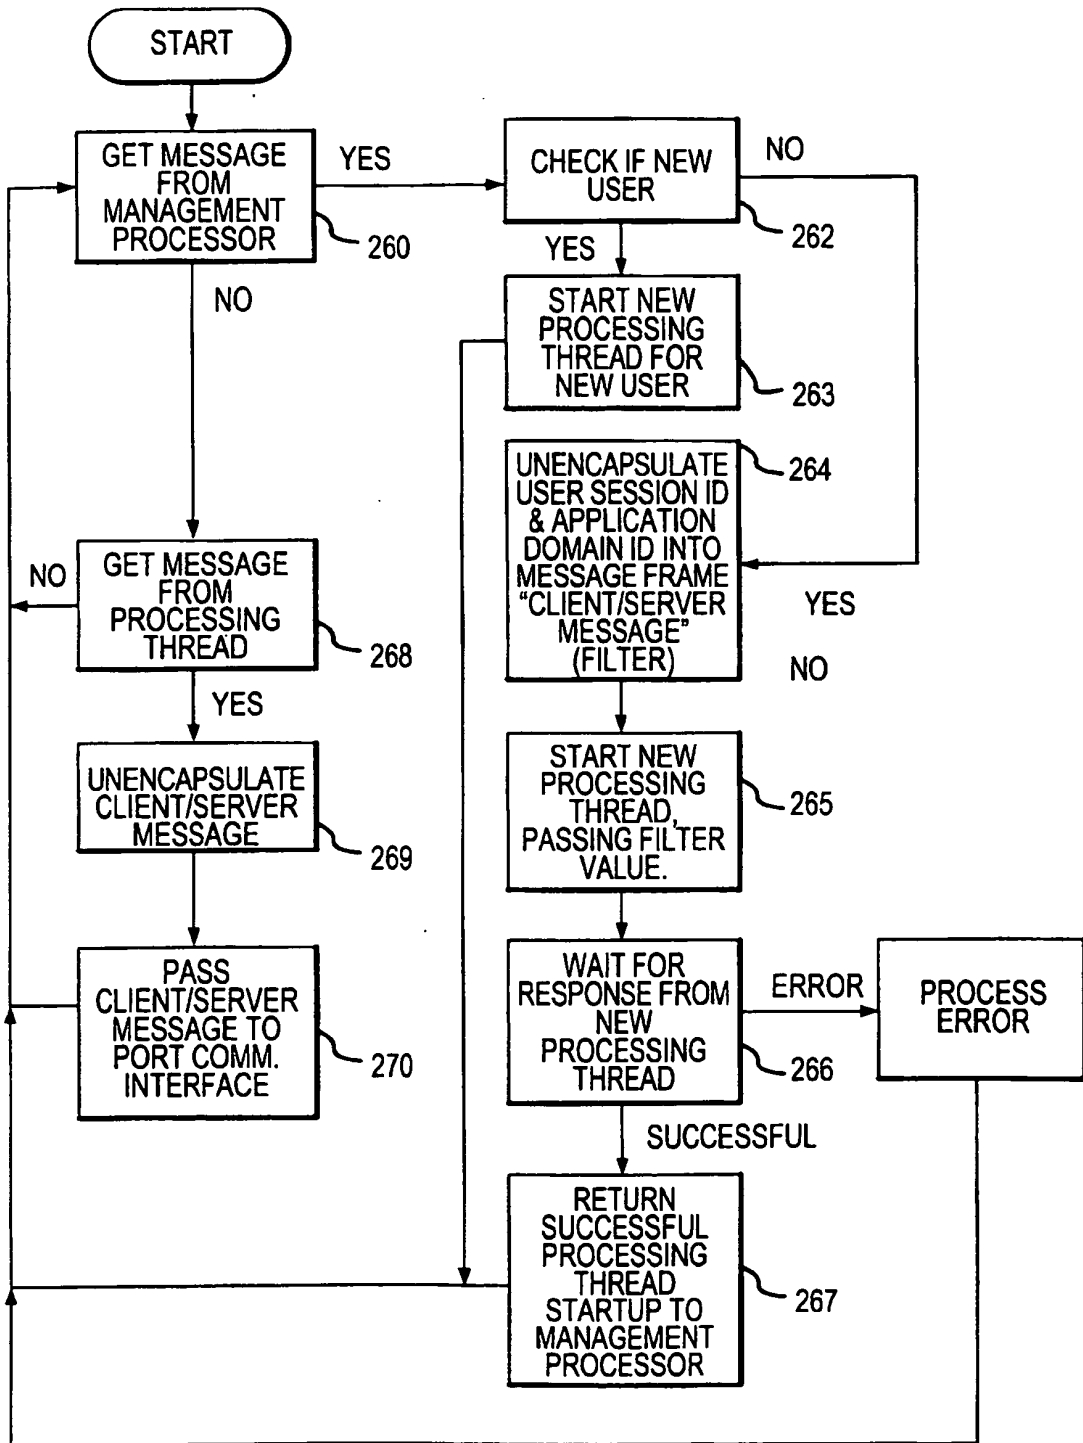 START
GET MESSAGE
FROM
MANAGEMENT
PROCESSOR
260
YES
NO
CHECK IF NEW
USER
262
NO
YES
START NEW
PROCESSING
THREAD FOR
NEW USER
263
UNENCAPSULATE
USER SESSION ID
& APPLICATION
DOMAIN ID INTO
MESSAGE FRAME
"CLIENT/SERVER
MESSAGE"
(FILTER)
264
YES
NO
NO
GET MESSAGE
FROM
PROCESSING
THREAD
268
YES
UNENCAPSULATE
CLIENT/SERVER
MESSAGE
269
START NEW
PROCESSING
THREAD,
PASSING FILTER
VALUE.
265
PASS
CLIENT/SERVER
MESSAGE TO
PORT COMM.
INTERFACE
270
WAIT FOR
RESPONSE FROM
NEW
PROCESSING
THREAD
266
ERROR
PROCESS
ERROR
SUCCESSFUL
RETURN
SUCCESSFUL
PROCESSING
THREAD
STARTUP TO
MANAGEMENT
PROCESSOR
267